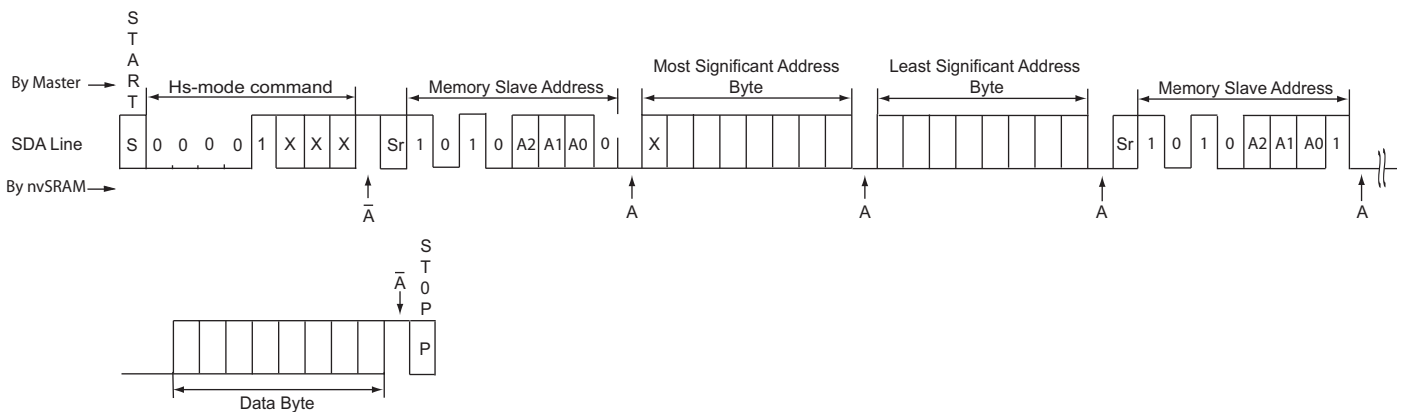 START
Most Significant Address Byte
Least Significant Address Byte
By Master
Hs-mode command
Memory Slave Address
Memory Slave Address
SDA Line
S 0 0 0 0 1 X X X Sr 1 0 1 0 A2 A1 A0 0 X Sr 1 0 1 0 A2 A1 A0 1
By nvSRAM
A̅ A A A A
ST0P
A̅
P
Data Byte